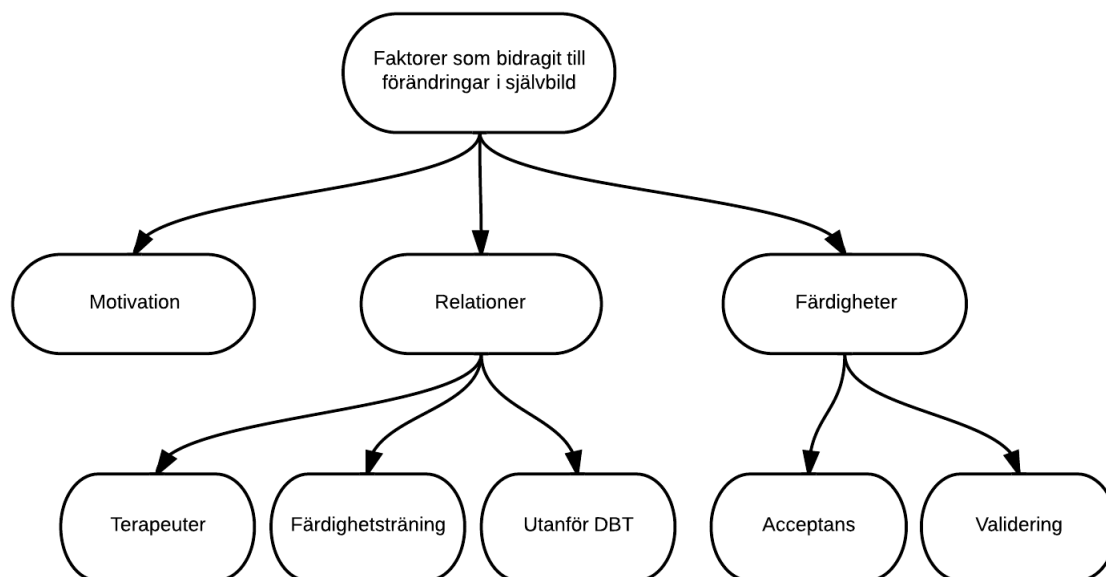 Faktorer som bidragit till
förändringar i självbild
Motivation
Relationer
Färdigheter
Terapeuter
Färdighetsträning
Utanför DBT
Acceptans
Validering